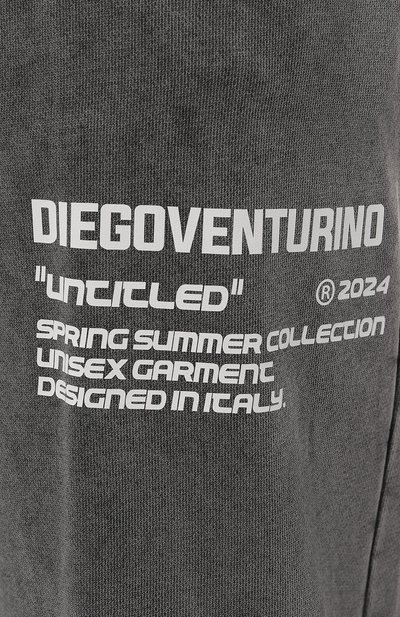 DIEGOVENTURINO
"UNTITLED" ® 2024
SPRING SUMMER COLLECTION
UNISEX GARMENT
DESIGNED IN ITALY.